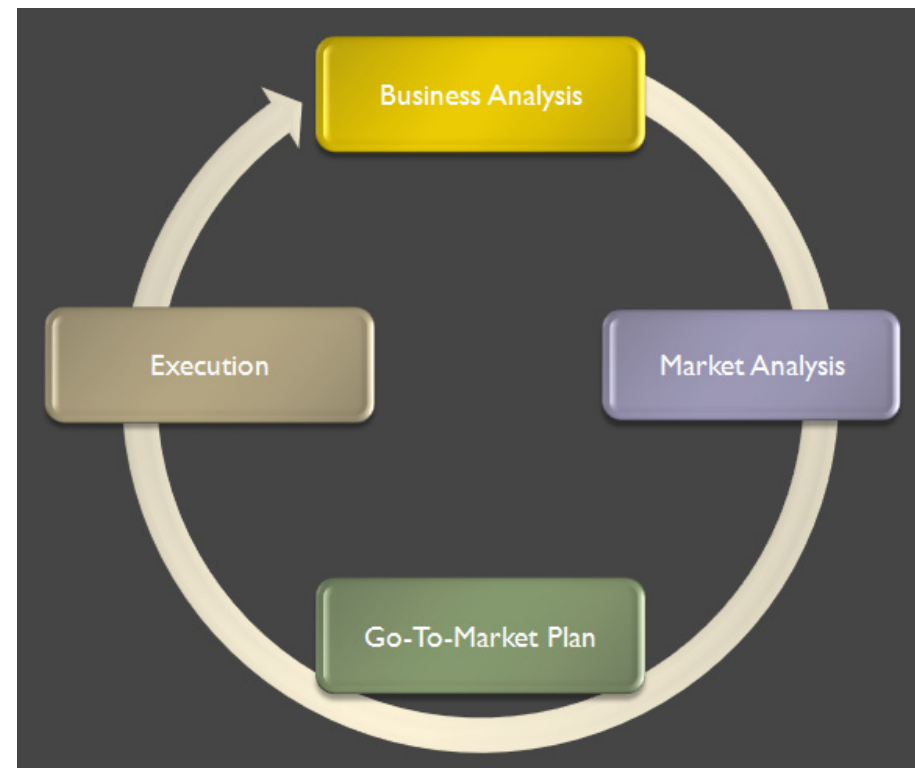 Business Analysis
Market Analysis
Go-To-Market Plan
Execution